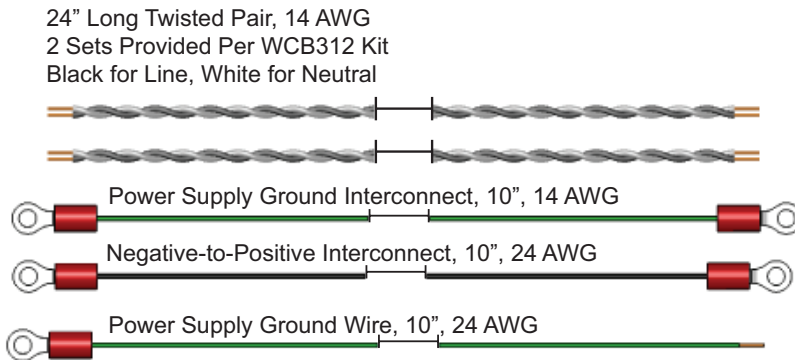 24” Long Twisted Pair, 14 AWG
2 Sets Provided Per WCB312 Kit
Black for Line, White for Neutral
Power Supply Ground Interconnect, 10”, 14 AWG
Negative-to-Positive Interconnect, 10”, 24 AWG
Power Supply Ground Wire, 10”, 24 AWG